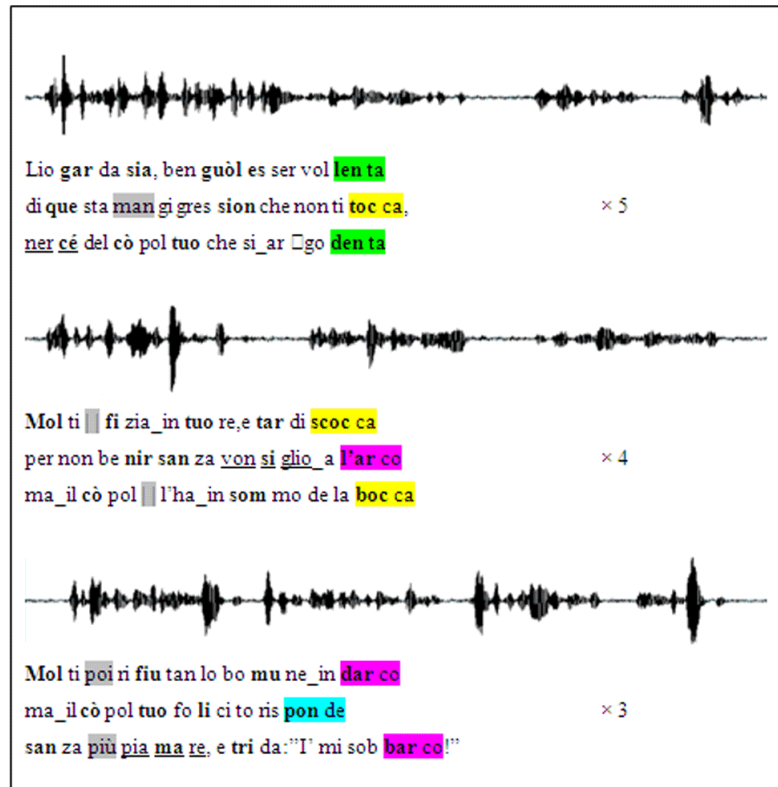 Lio gar da sia, ben guòl es ser vol len ta
di que sta man gi gres sion che non ti toc ca, × 5
ner cé del cò pol tuo che si_ar □go den ta
Mol ti [] fi zia_in tuo re,e tar di scoc ca
per non be nir san za von si glio_a l'ar co × 4
ma_il cò pol [] l'ha_in som mo de la boc ca
Mol ti poi ri fiu tan lo bo mu ne_in dar co
ma_il cò pol tuo fo li ci to ris pon de × 3
san za più pia ma re, e tri da:"I' mi sob bar co!"